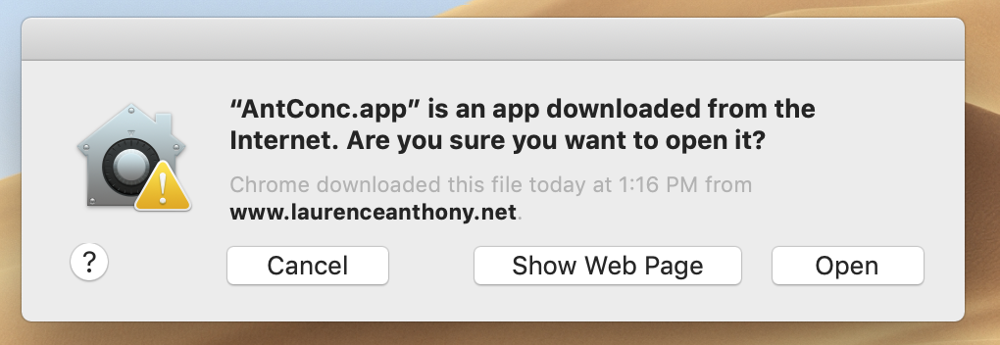 “AntConc.app” is an app downloaded from the
Internet. Are you sure you want to open it?
Chrome downloaded this file today at 1:16 PM from
www.laurenceanthony.net.
?
Cancel
Show Web Page
Open